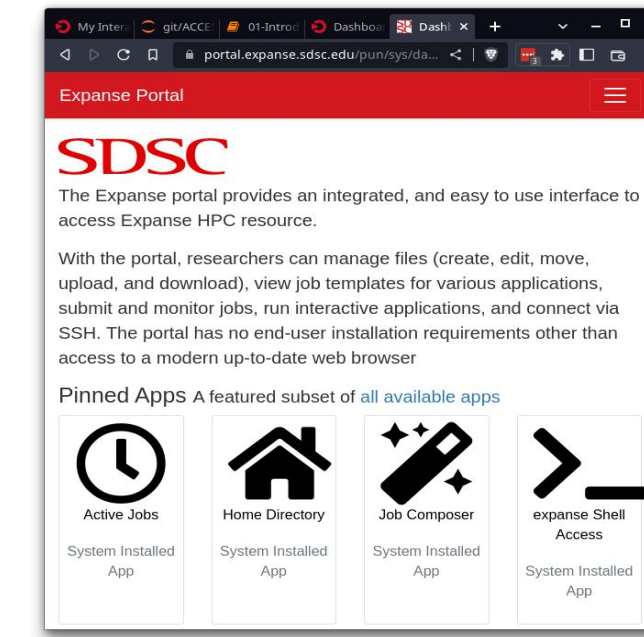 My Intera
git/ACCES
01-Introd
Dashboar
Dashb
portal.expanse.sdsc.edu/pun/sys/da...
3
Expanse Portal
SDSC
The Expanse portal provides an integrated, and easy to use interface to
access Expanse HPC resource.
With the portal, researchers can manage files (create, edit, move,
upload, and download), view job templates for various applications,
submit and monitor jobs, run interactive applications, and connect via
SSH. The portal has no end-user installation requirements other than
access to a modern up-to-date web browser
Pinned Apps A featured subset of all available apps
Active Jobs
System Installed
App
Home Directory
System Installed
App
Job Composer
System Installed
App
expanse Shell
Access
System Installed
App